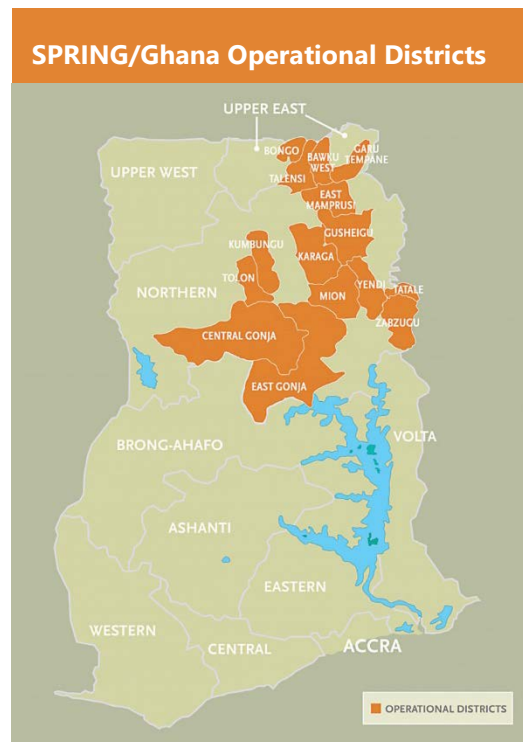 SPRING/Ghana Operational Districts
UPPER EAST
BONGO
BAWKU
WEST
GARU
TEMPANE
UPPER WEST
TALENSI
EAST
MAMPRUSI
GUSHEIGU
KUMBUNGU
KARAGA
TOLON
YENDI
TATALE
NORTHERN
MION
ZABZUGU
CENTRAL GONJA
EAST GONJA
BRONG-AHAFO
VOLTA
ASHANTI
EASTERN
WESTERN
CENTRAL
ACCRA
OPERATIONAL DISTRICTS